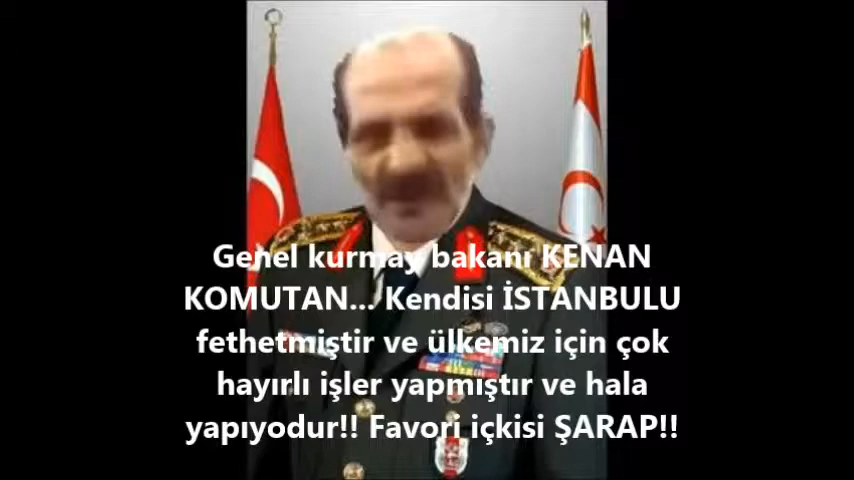 Genel kurmay bakanı KENAN
KOMUTAN... Kendisi İSTANBULU
fethetmiştir ve ülkemiz için çok
hayırlı işler yapmıştır ve hala
yapıyodur!! Favori içkisi ŞARAP!!